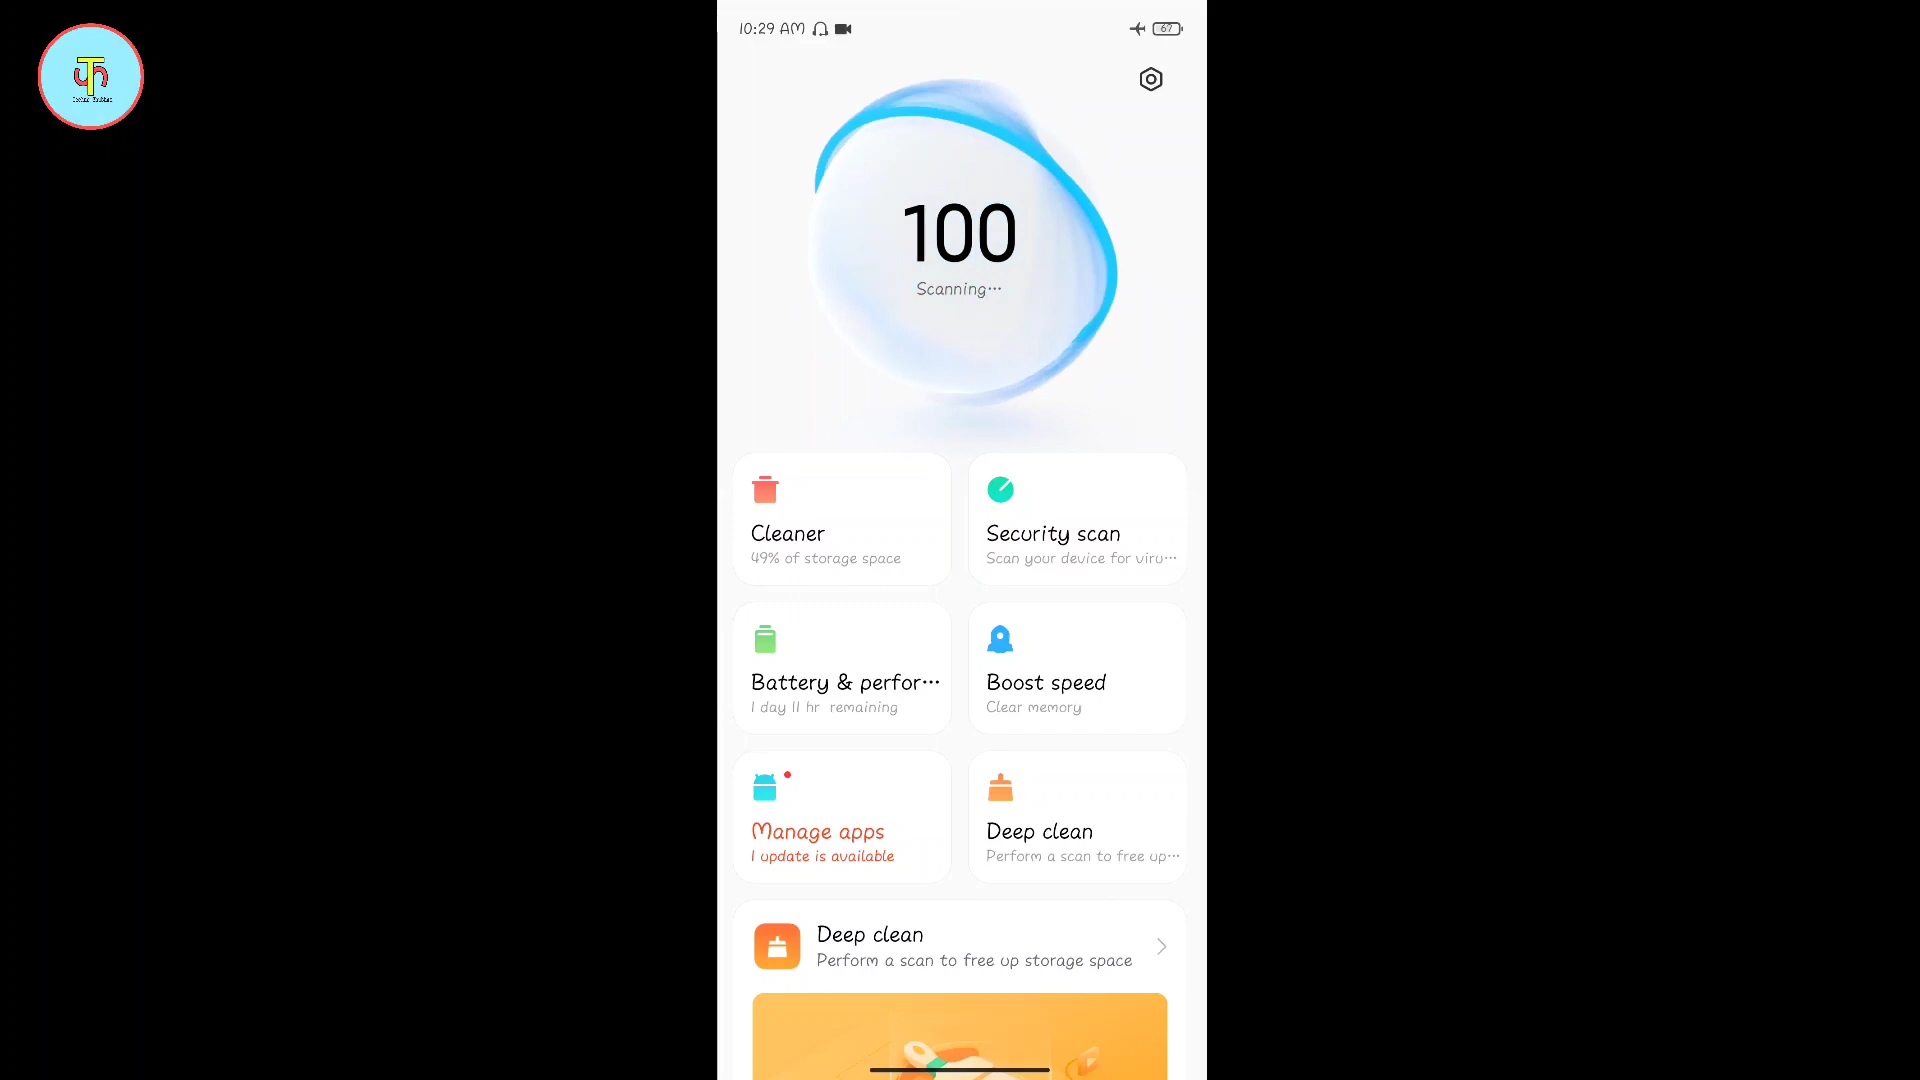 10:29 AM
67
100
Scanning…
Cleaner
49% of storage space
Security scan
Scan your device for viru…
Battery & perfor…
1 day 11 hr remaining
Boost speed
Clear memory
Manage apps
1 update is available
Deep clean
Perform a scan to free up…
Deep clean
Perform a scan to free up storage space